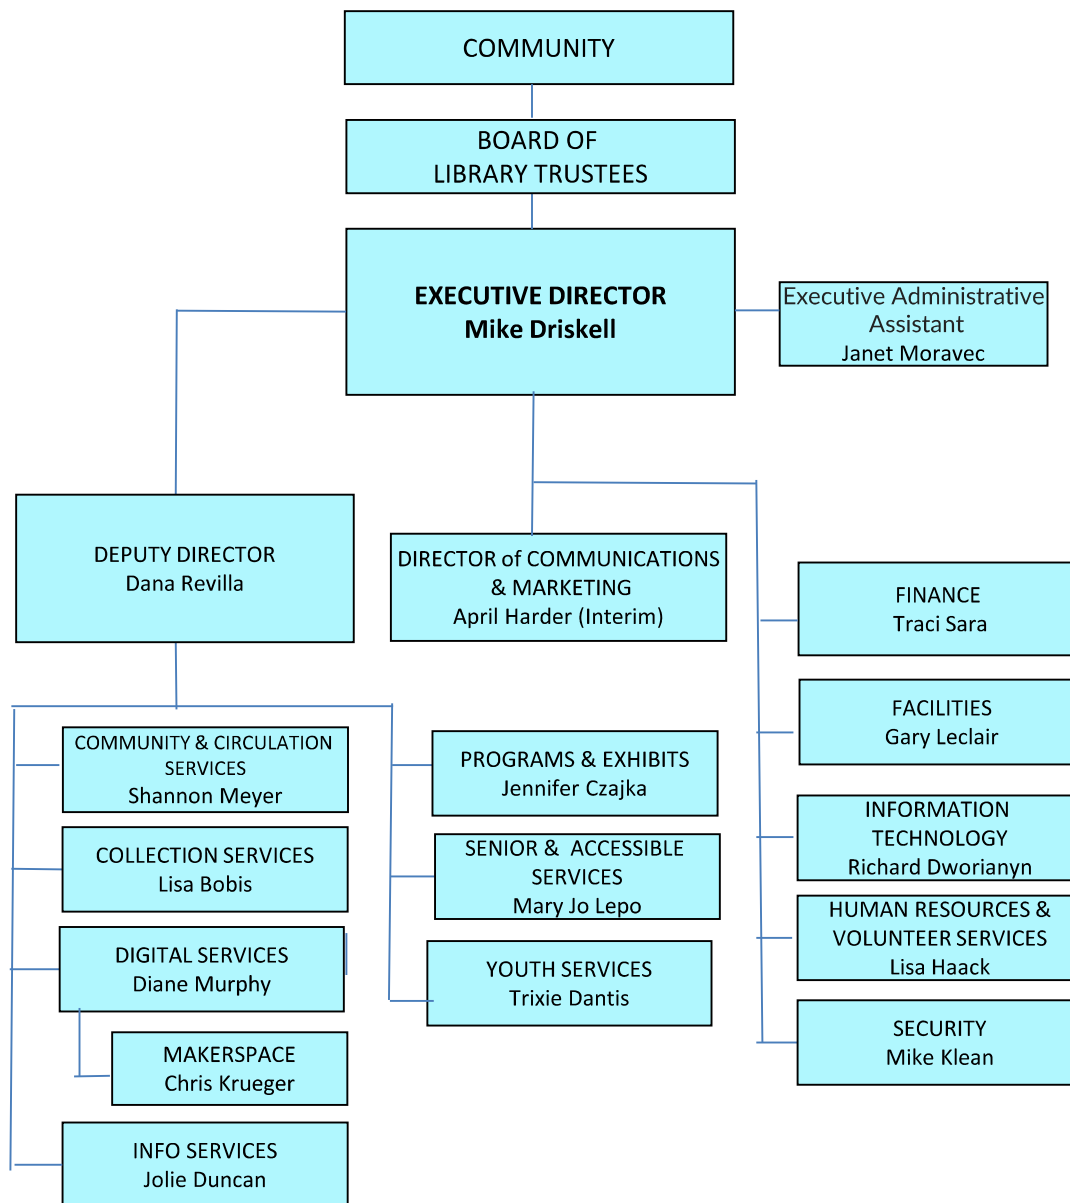 COMMUNITY
BOARD OF
LIBRARY TRUSTEES
EXECUTIVE DIRECTOR
Mike Driskell
Executive Administrative
Assistant
Janet Moravec
DEPUTY DIRECTOR
Dana Revilla
DIRECTOR of COMMUNICATIONS
& MARKETING
April Harder (Interim)
COMMUNITY & CIRCULATION
SERVICES
Shannon Meyer
COLLECTION SERVICES
Lisa Bobis
DIGITAL SERVICES
Diane Murphy
MAKERSPACE
Chris Krueger
INFO SERVICES
Jolie Duncan
PROGRAMS & EXHIBITS
Jennifer Czajka
SENIOR & ACCESSIBLE
SERVICES
Mary Jo Lepo
YOUTH SERVICES
Trixie Dantis
FINANCE
Traci Sara
FACILITIES
Gary Leclair
INFORMATION
TECHNOLOGY
Richard Dworianyn
HUMAN RESOURCES &
VOLUNTEER SERVICES
Lisa Haack
SECURITY
Mike Klean